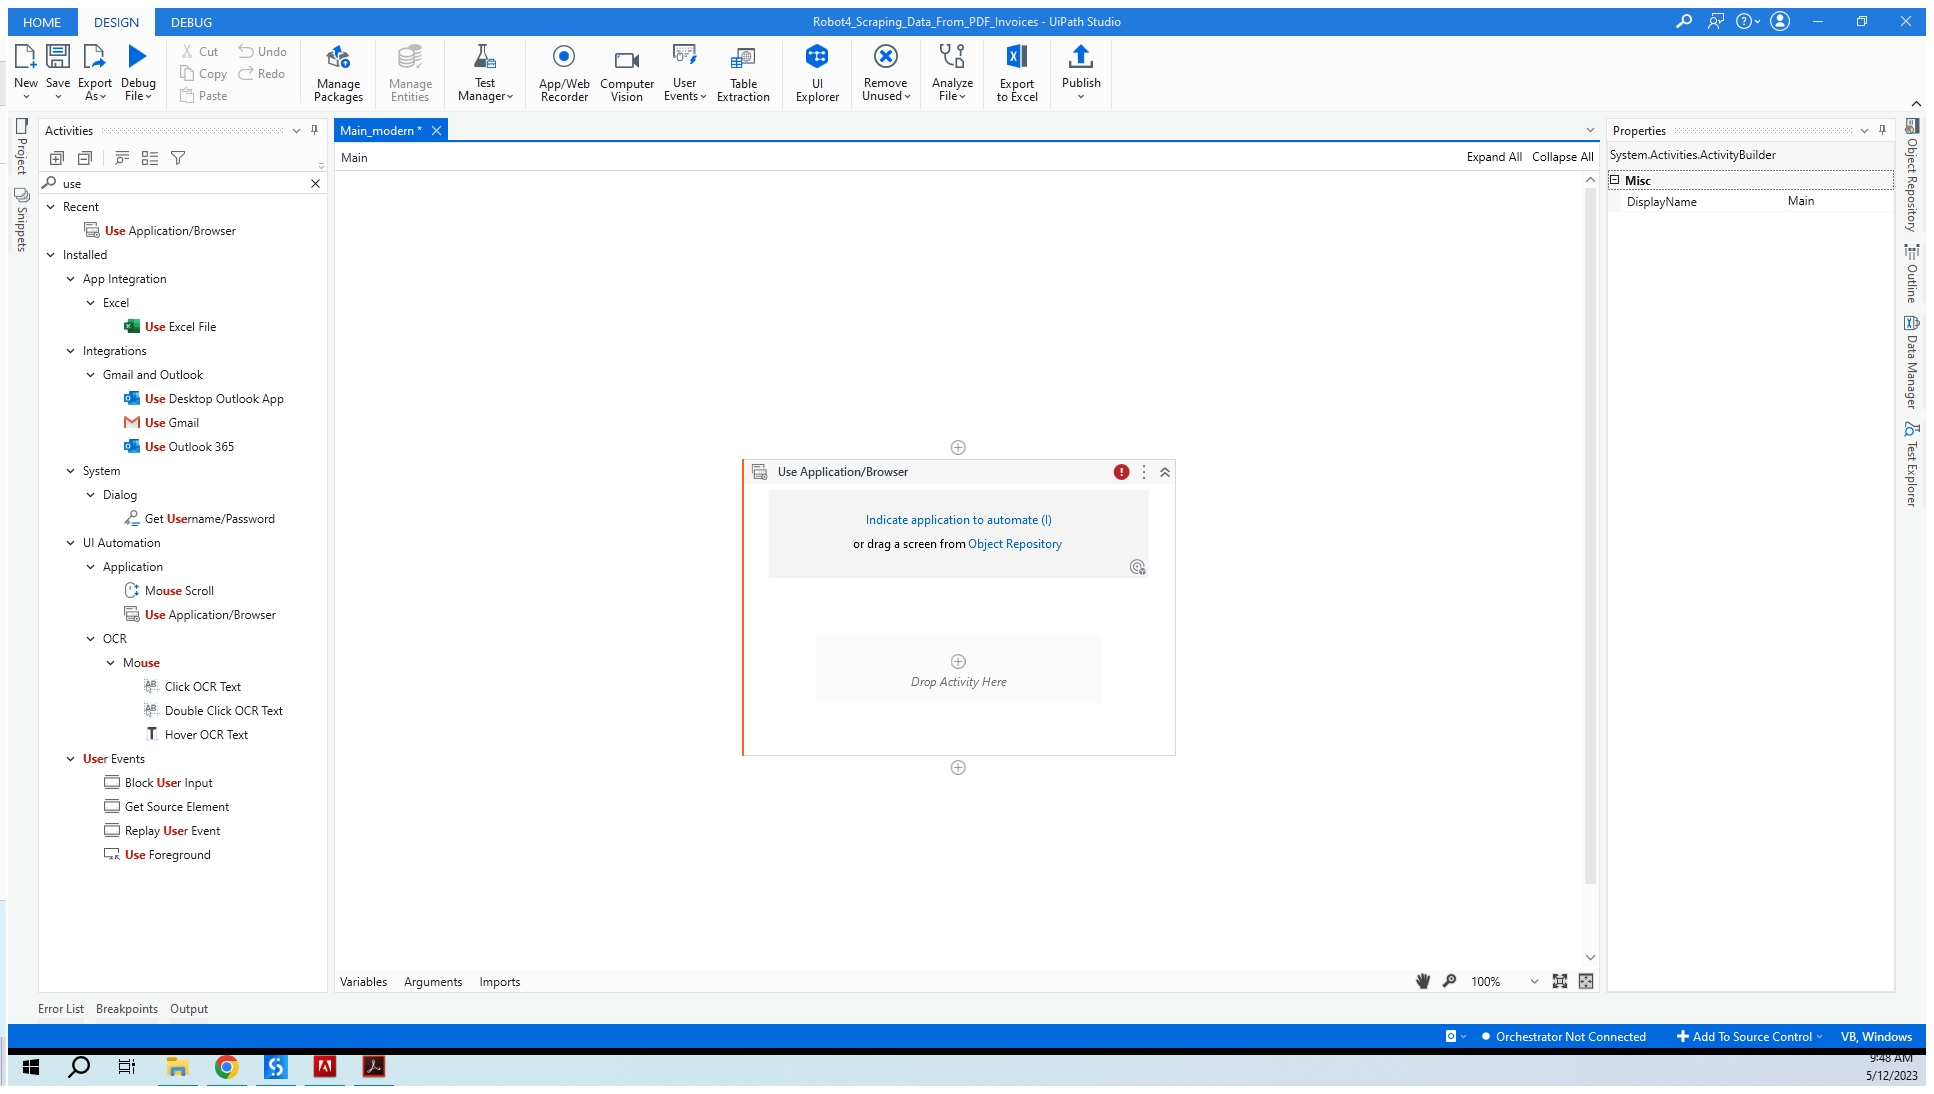 HOME DESIGN DEBUG Robot4_Scraping_Data_From_PDF_Invoices - UiPath Studio
New Save Export As Debug File
Cut Undo
Copy Redo
Paste
Manage Packages
Manage Entities
Test Manager
App/Web Recorder
Computer Vision
User Events
Table Extraction
UI Explorer
Remove Unused
Analyze File
Export to Excel
Publish
Project
Snippets
Activities
use
Recent
Use Application/Browser
Installed
App Integration
Excel
Use Excel File
Integrations
Gmail and Outlook
Use Desktop Outlook App
Use Gmail
Use Outlook 365
System
Dialog
Get Username/Password
UI Automation
Application
Mouse Scroll
Use Application/Browser
OCR
Mouse
Click OCR Text
Double Click OCR Text
Hover OCR Text
User Events
Block User Input
Get Source Element
Replay User Event
Use Foreground
Main_modern *
Main Expand All Collapse All
Use Application/Browser
Indicate application to automate (I)
or drag a screen from Object Repository
Drop Activity Here
Variables Arguments Imports 100%
Properties
System.Activities.ActivityBuilder
Misc
DisplayName Main
Object Repository
Outline
Data Manager
Test Explorer
Error List Breakpoints Output
Orchestrator Not Connected Add To Source Control VB, Windows
9:48 AM
5/12/2023